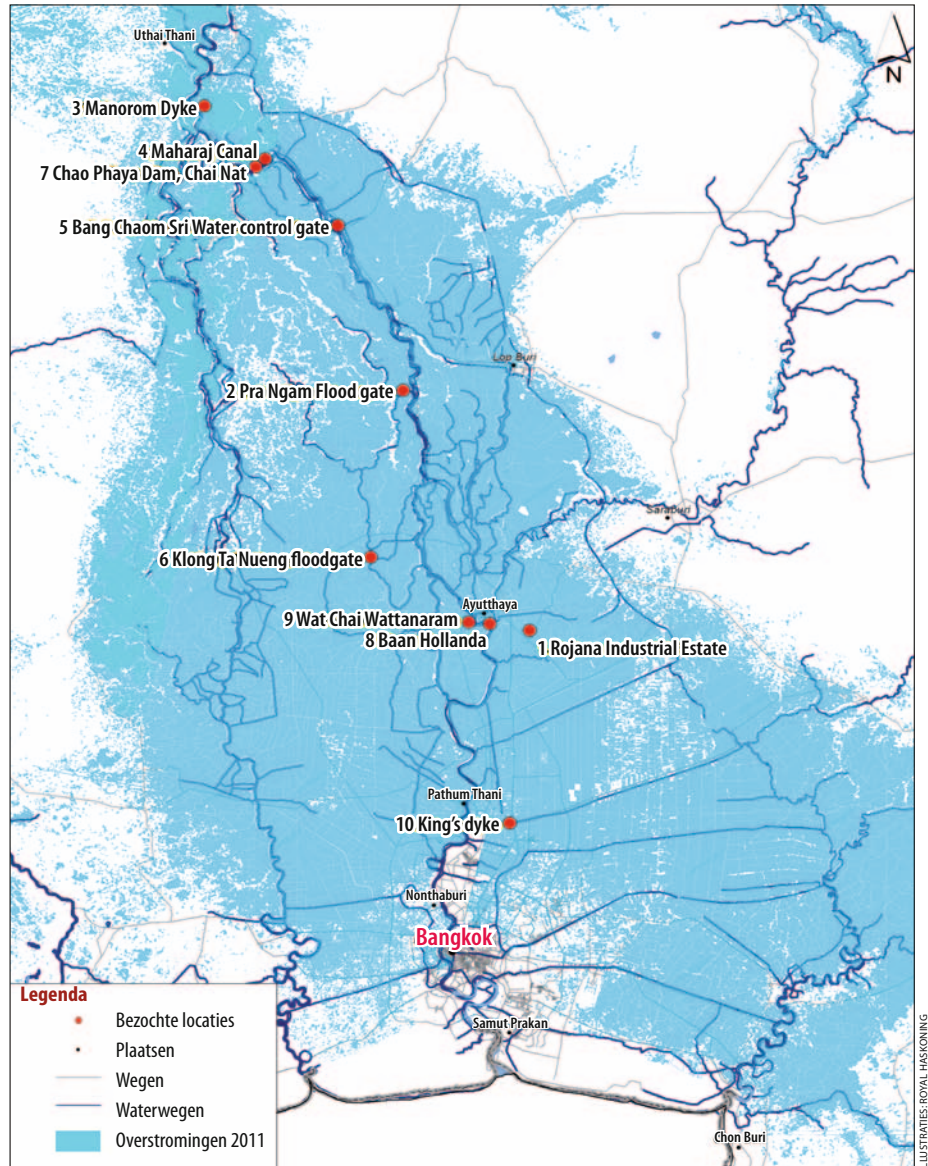 Uthai Thani
N
3 Manorom Dyke
4 Maharaj Canal
7 Chao Phaya Dam, Chai Nat
5 Bang Chaom Sri Water control gate
Lop Buri
2 Pra Ngam Flood gate
Saraburi
6 Klong Ta Nueng floodgate
Ayutthaya
9 Wat Chai Wattanaram
8 Baan Hollanda
1 Rojana Industrial Estate
Pathum Thani
10 King's dyke
Nonthaburi
Bangkok
Samut Prakan
Chon Buri
Legenda
Bezochte locaties
Plaatsen
Wegen
Waterwegen
Overstromingen 2011
LUSTRATIES: ROYAL HASKONING